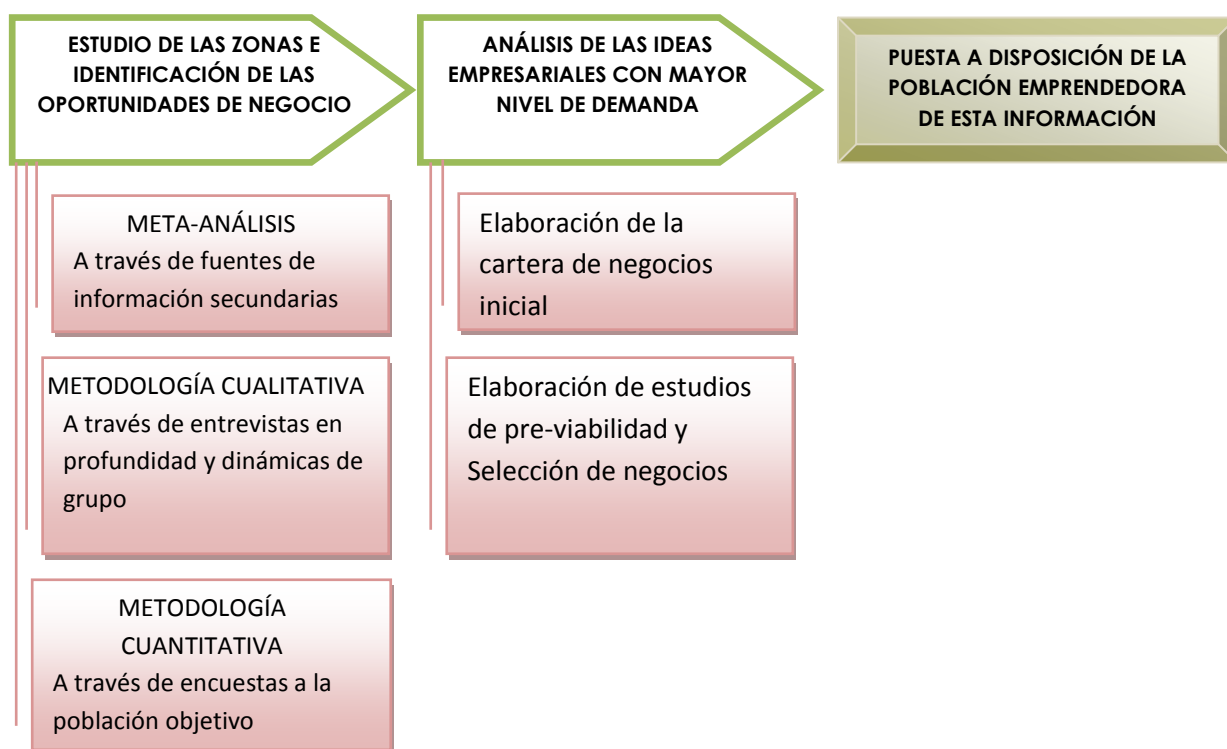 ESTUDIO DE LAS ZONAS E
IDENTIFICACIÓN DE LAS
OPORTUNIDADES DE NEGOCIO
ANÁLISIS DE LAS IDEAS
EMPRESARIALES CON MAYOR
NIVEL DE DEMANDA
PUESTA A DISPOSICIÓN DE LA
POBLACIÓN EMPRENDEDORA
DE ESTA INFORMACIÓN
META-ANÁLISIS
A través de fuentes de
información secundarias
METODOLOGÍA CUALITATIVA
A través de entrevistas en
profundidad y dinámicas de
grupo
METODOLOGÍA
CUANTITATIVA
A través de encuestas a la
población objetivo
Elaboración de la
cartera de negocios
inicial
Elaboración de estudios
de pre-viabilidad y
Selección de negocios